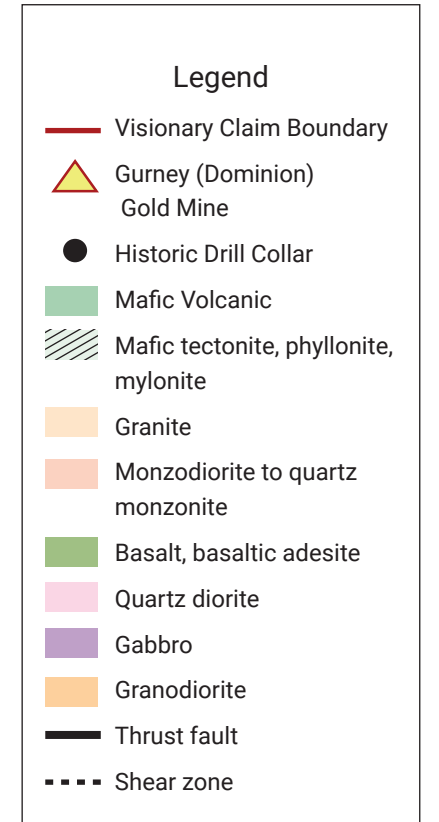 Legend
Visionary Claim Boundary
Gurney (Dominion)
Gold Mine
Historic Drill Collar
Mafic Volcanic
Mafic tectonite, phyllonite,
mylonite
Granite
Monzodiorite to quartz
monzonite
Basalt, basaltic adesite
Quartz diorite
Gabbro
Granodiorite
Thrust fault
Shear zone